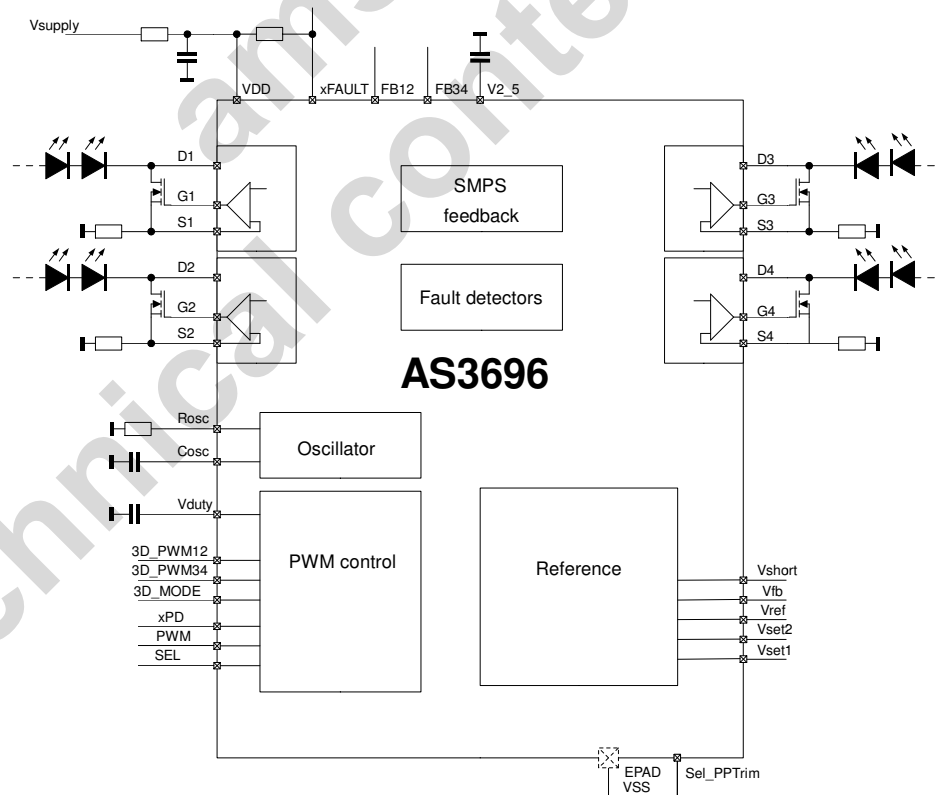 Vsupply
VDD
xFAULT
FB12
FB34
V2_5
D1
G1
S1
D2
G2
S2
SMPS
feedback
Fault detectors
AS3696
D3
G3
S3
D4
G4
S4
Rosc
Cosc
Oscillator
Vduty
3D_PWM12
3D_PWM34
3D_MODE
xPD
PWM
SEL
PWM control
Reference
Vshort
Vfb
Vref
Vset2
Vset1
EPAD
VSS
Sel_PPTrim